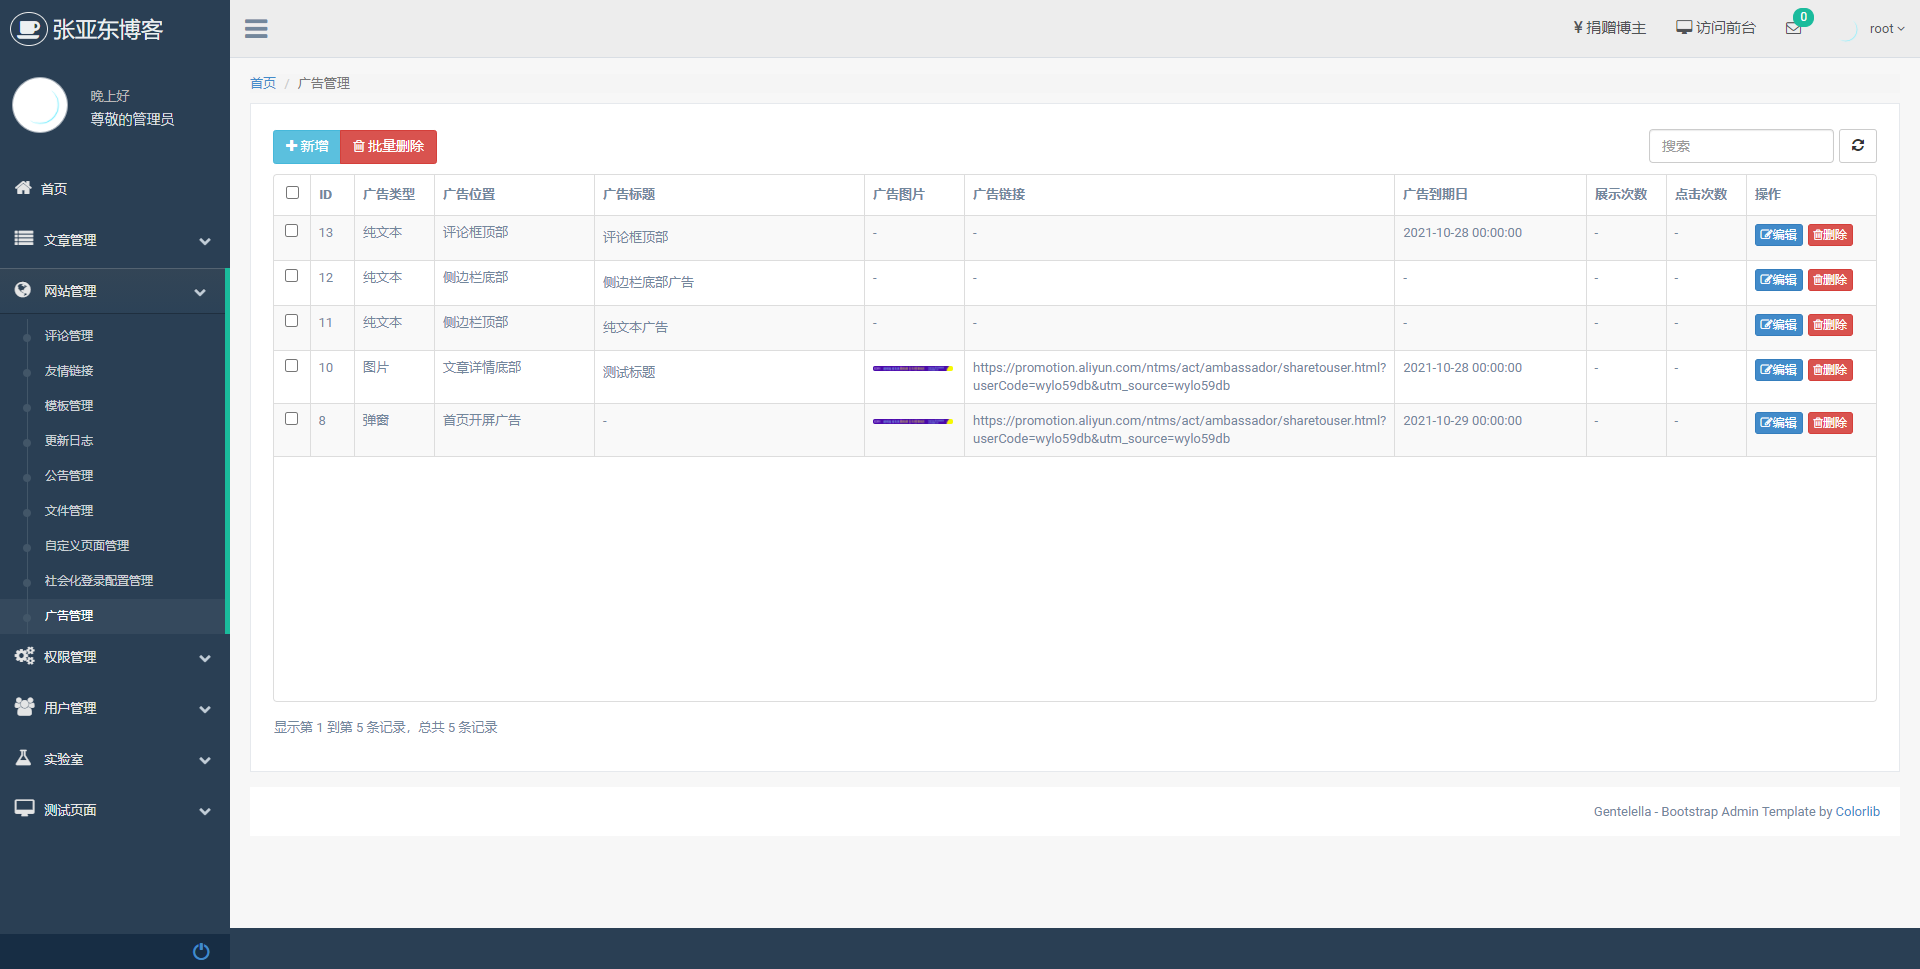 张亚东博客
晚上好
尊敬的管理员
首页
文章管理
网站管理
评论管理
友情链接
模板管理
更新日志
公告管理
文件管理
自定义页面管理
社会化登录配置管理
广告管理
权限管理
用户管理
实验室
测试页面
¥ 捐赠博主 访问前台 0 root
首页 / 广告管理
新增 批量删除 搜索
ID 广告类型 广告位置 广告标题 广告图片 广告链接 广告到期日 展示次数 点击次数 操作
13 纯文本 评论框顶部 评论框顶部 - - 2021-10-28 00:00:00 - - 编辑 删除
12 纯文本 侧边栏底部 侧边栏底部广告 - - - - - 编辑 删除
11 纯文本 侧边栏顶部 纯文本广告 - - - - - 编辑 删除
10 图片 文章详情底部 测试标题 https://promotion.aliyun.com/ntms/act/ambassador/sharetouser.html? 2021-10-28 00:00:00 - - 编辑 删除
userCode=wylo59db&utm_source=wylo59db
8 弹窗 首页开屏广告 - https://promotion.aliyun.com/ntms/act/ambassador/sharetouser.html? 2021-10-29 00:00:00 - - 编辑 删除
userCode=wylo59db&utm_source=wylo59db
显示第 1 到第 5 条记录，总共 5 条记录
Gentelella - Bootstrap Admin Template by Colorlib